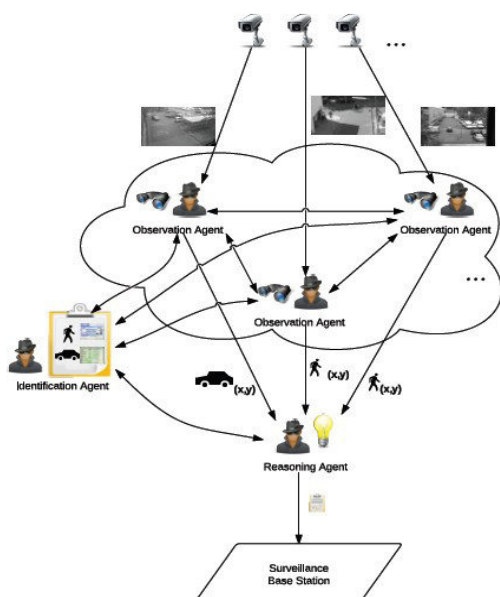 ...
Observation Agent
Observation Agent
...
Observation Agent
Identification Agent
(x,y)
(x,y)
(x,y)
Reasoning Agent
Surveillance
Base Station